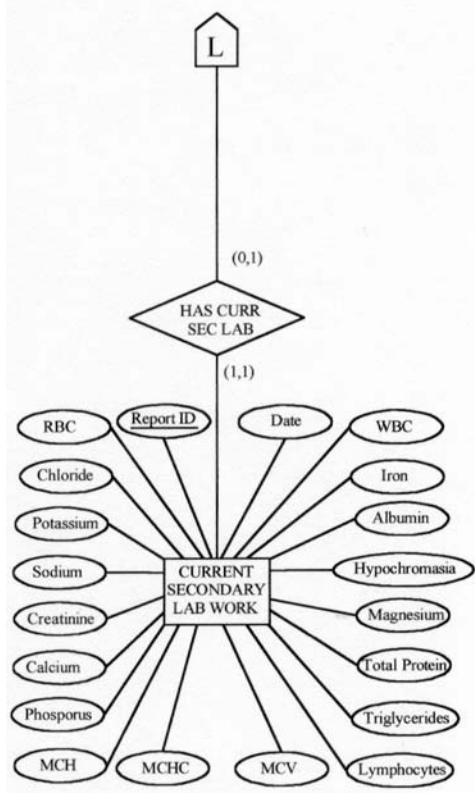 L
(0,1)
HAS CURR
SEC LAB
(1,1)
RBC
Report ID
Date
WBC
Chloride
Iron
Potassium
Albumin
Sodium
CURRENT
SECONDARY
LAB WORK
Hypochromasia
Creatinine
Magnesium
Calcium
Total Protein
Phosporus
Triglycerides
MCH
MCHC
MCV
Lymphocytes